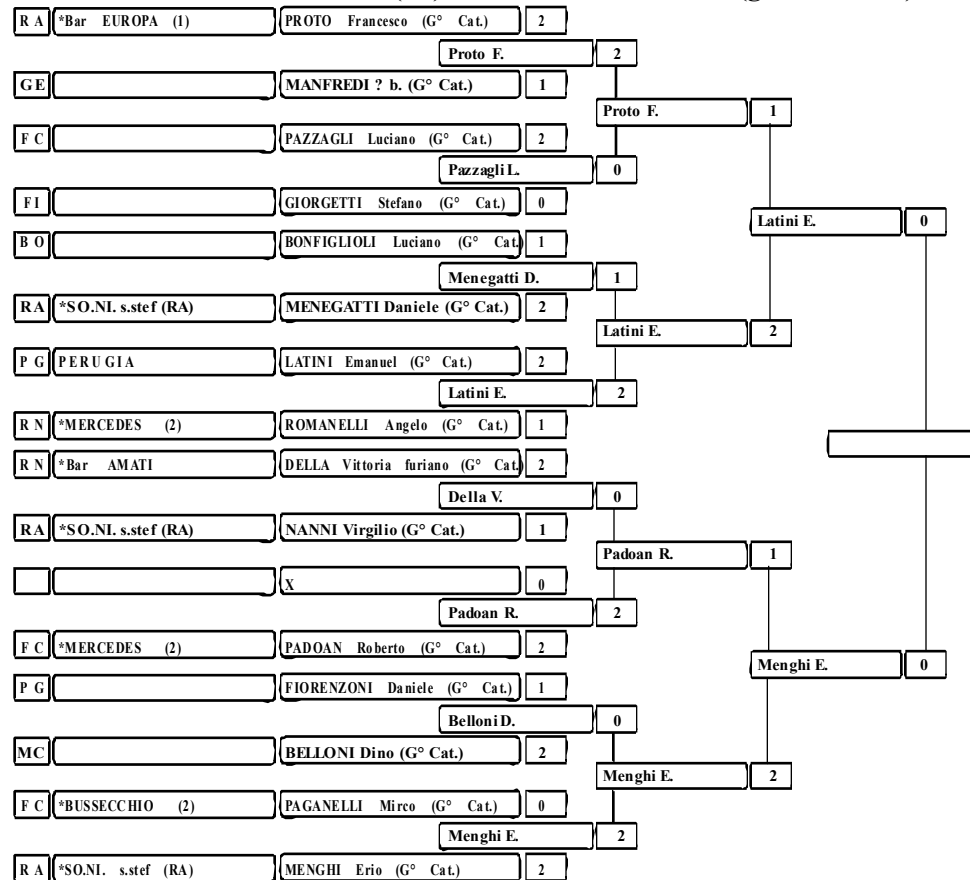 R A *Bar EUROPA (1) PROTO Francesco (G° Cat.) 2
Proto F. 2
GE MANFREDI ? b. (G° Cat.) 1
Proto F. 1
F C PAZZAGLI Luciano (G° Cat.) 2
Pazzagli L. 0
F I GIORGETTI Stefano (G° Cat.) 0
Latini E. 0
B O BONFIGLIOLI Luciano (G° Cat.) 1
Menegatti D. 1
RA *SO.NI. s.stef (RA) MENEGATTI Daniele (G° Cat.) 2
Latini E. 2
P G PERUGIA LATINI Emanuel (G° Cat.) 2
Latini E. 2
R N *MERCEDES (2) ROMANELLI Angelo (G° Cat.) 1
R N *Bar AMATI DELLA Vittoria furiano (G° Cat.) 2
Della V. 0
RA *SO.NI. s.stef (RA) NANNI Virgilio (G° Cat.) 1
Padoan R. 1
X 0
Padoan R. 2
F C *MERCEDES (2) PADOAN Roberto (G° Cat.) 2
Menghi E. 0
P G FIORENZONI Daniele (G° Cat.) 1
Belloni D. 0
MC BELLONI Dino (G° Cat.) 2
Menghi E. 2
F C *BUSSECCHIO (2) PAGANELLI Mirco (G° Cat.) 0
Menghi E. 2
R A *SO.NI. s.stef (RA) MENGHI Erio (G° Cat.) 2